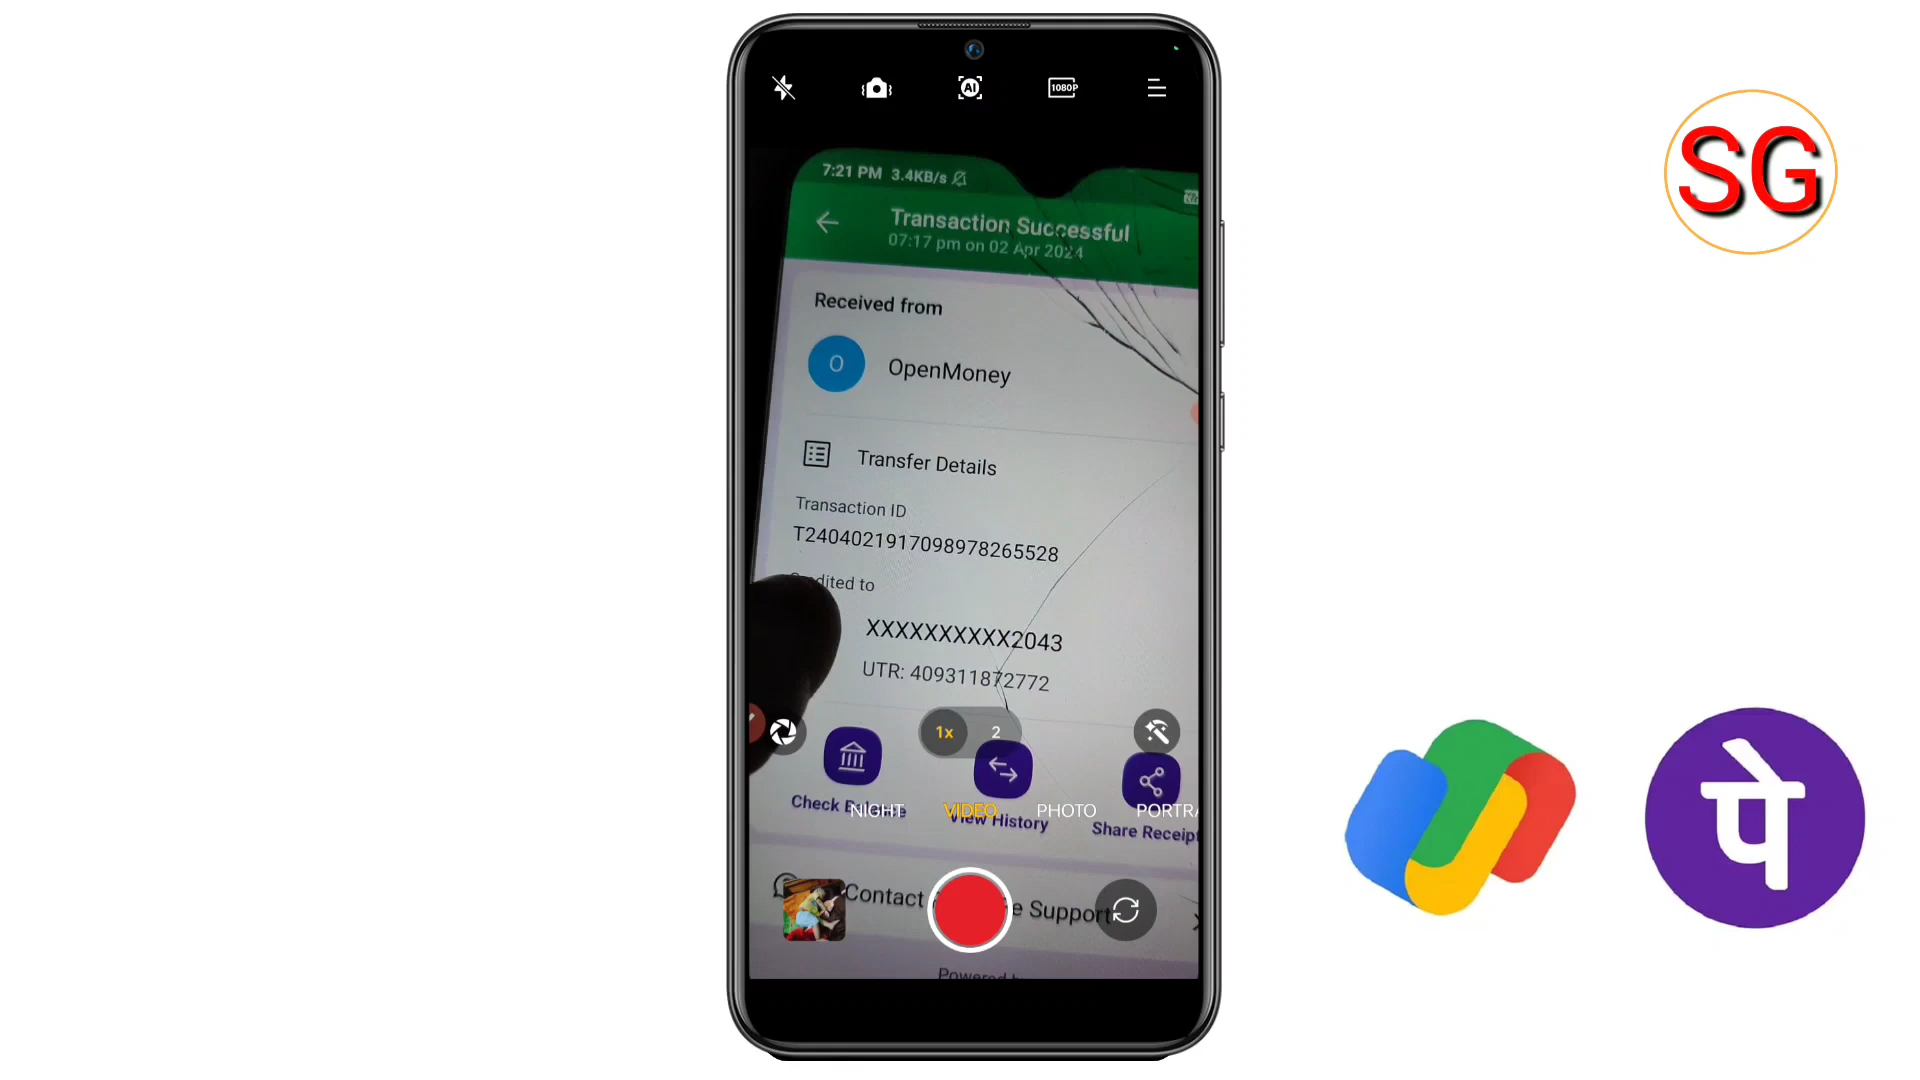 1080P
AI
SG
7:21 PM 3.4KB/s
Transaction Successful
07:17 pm on 02 Apr 2024
Received from
O
OpenMoney
Transfer Details
Transaction ID
T2404021917098978265528
dited to
XXXXXXXXXX2043
UTR: 409311872772
1x 2
Check
View History
Share Receipt
NIGHT VIDEO PHOTO PORTRA
Contact
e Support
Powered
पे